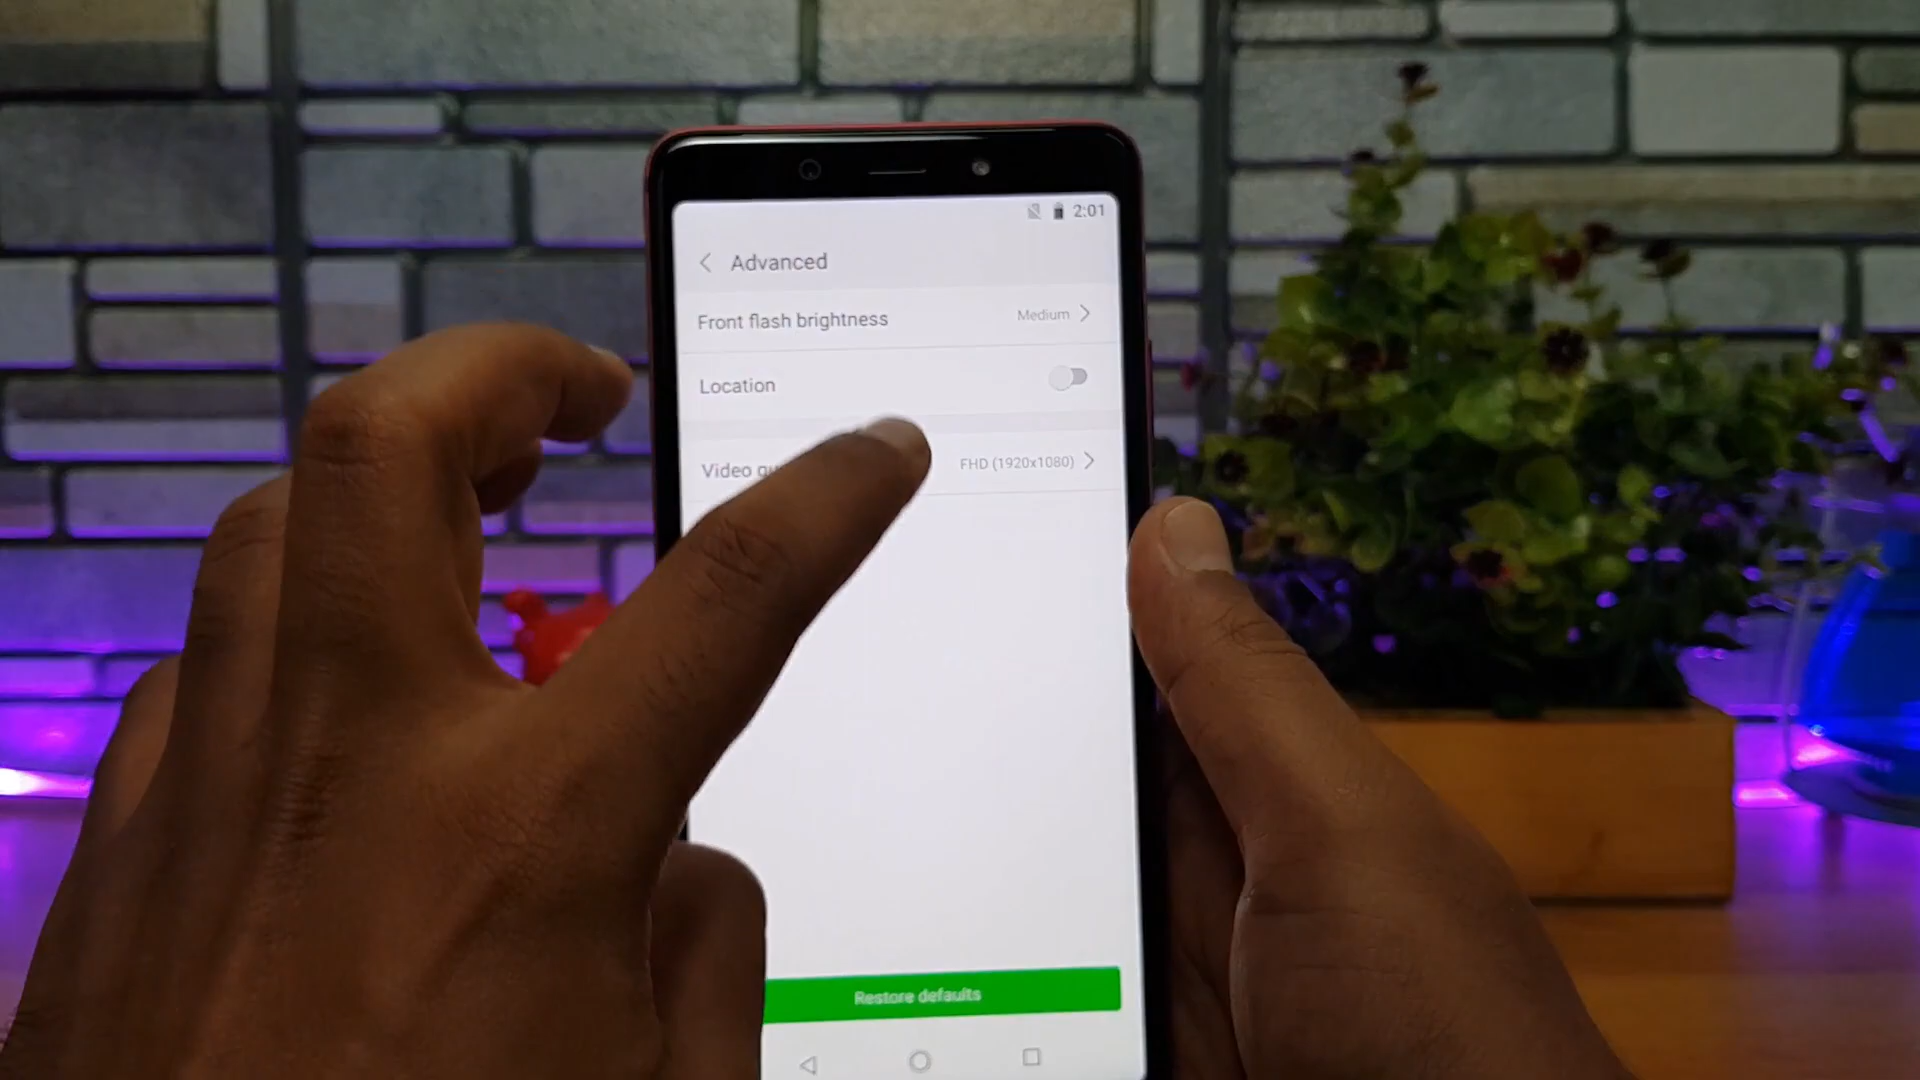 2:01
Advanced
Front flash brightness Medium
Location
Video FHD (1920x1080)
Restore defaults